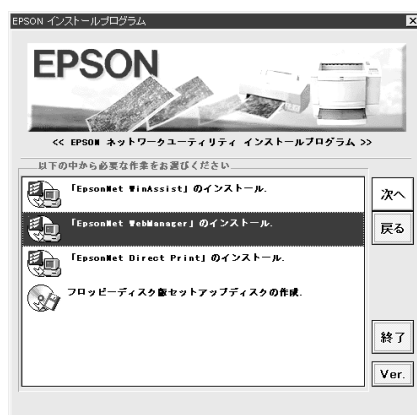 EPSON インストールプログラム
EPSON
<< EPSON ネットワークユーティリティ インストールプログラム >>
以下の中から必要な作業をお選びください
「EpsonNet WinAssist」のインストール.
「EpsonNet WebManager」のインストール.
「EpsonNet Direct Print」のインストール.
フロッピーディスク版セットアップディスクの作成.
次へ
戻る
終了
Ver.